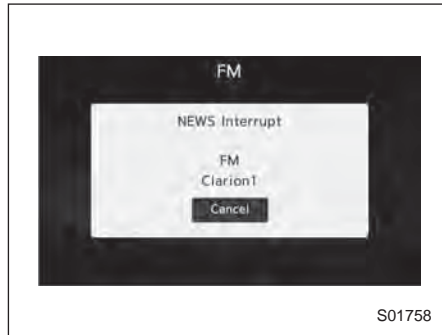 FM
NEWS Interrupt
FM
Clarion1
Cancel
S01758